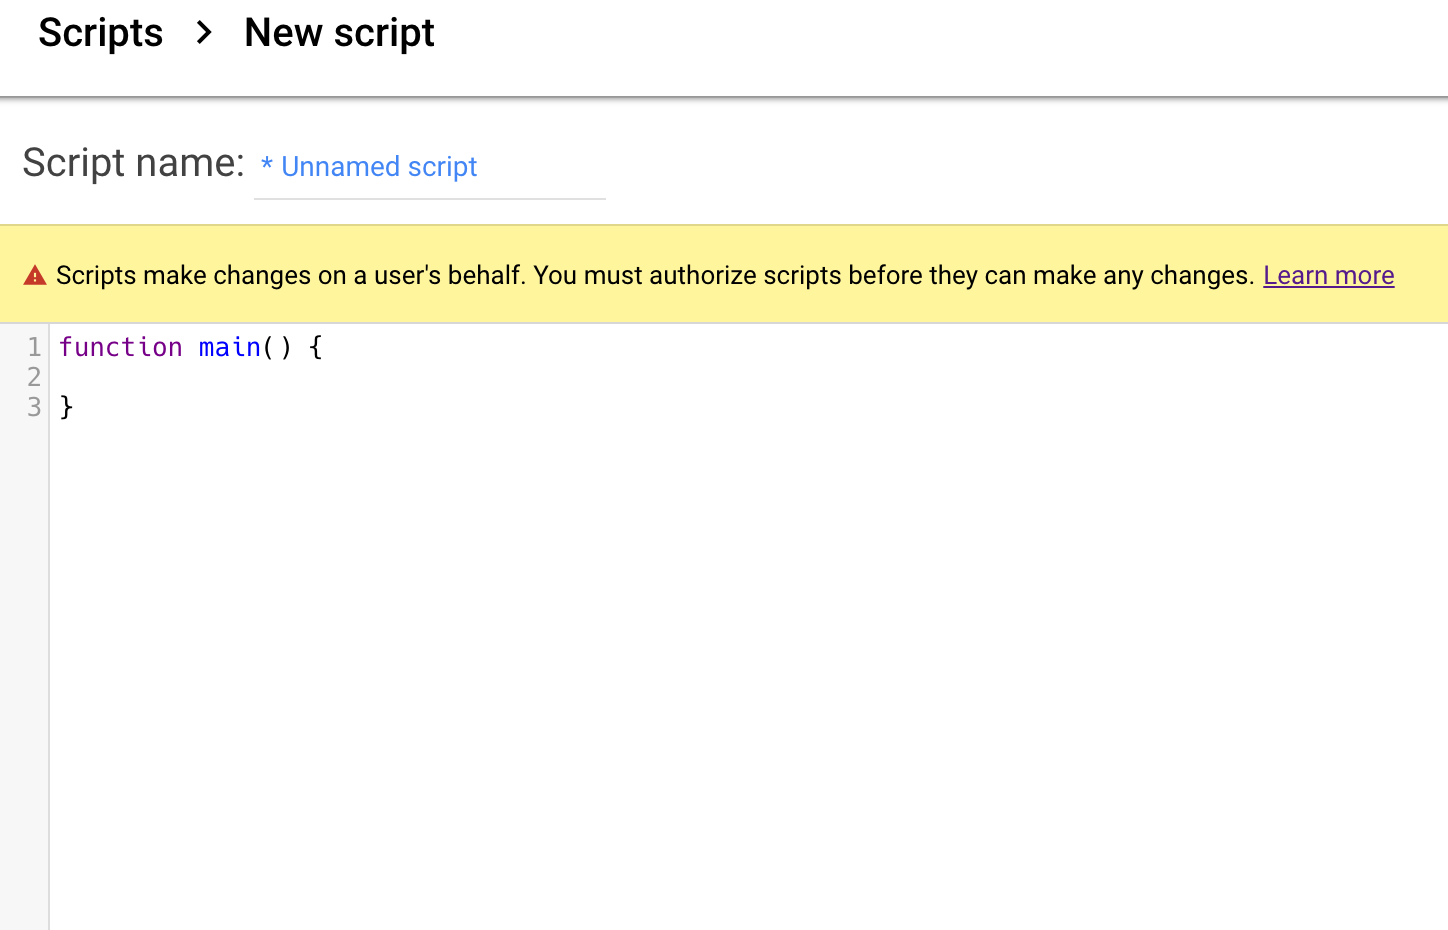 Scripts > New script
Script name: * Unnamed script
Scripts make changes on a user's behalf. You must authorize scripts before they can make any changes. Learn more
1 function main() {
2
3 }